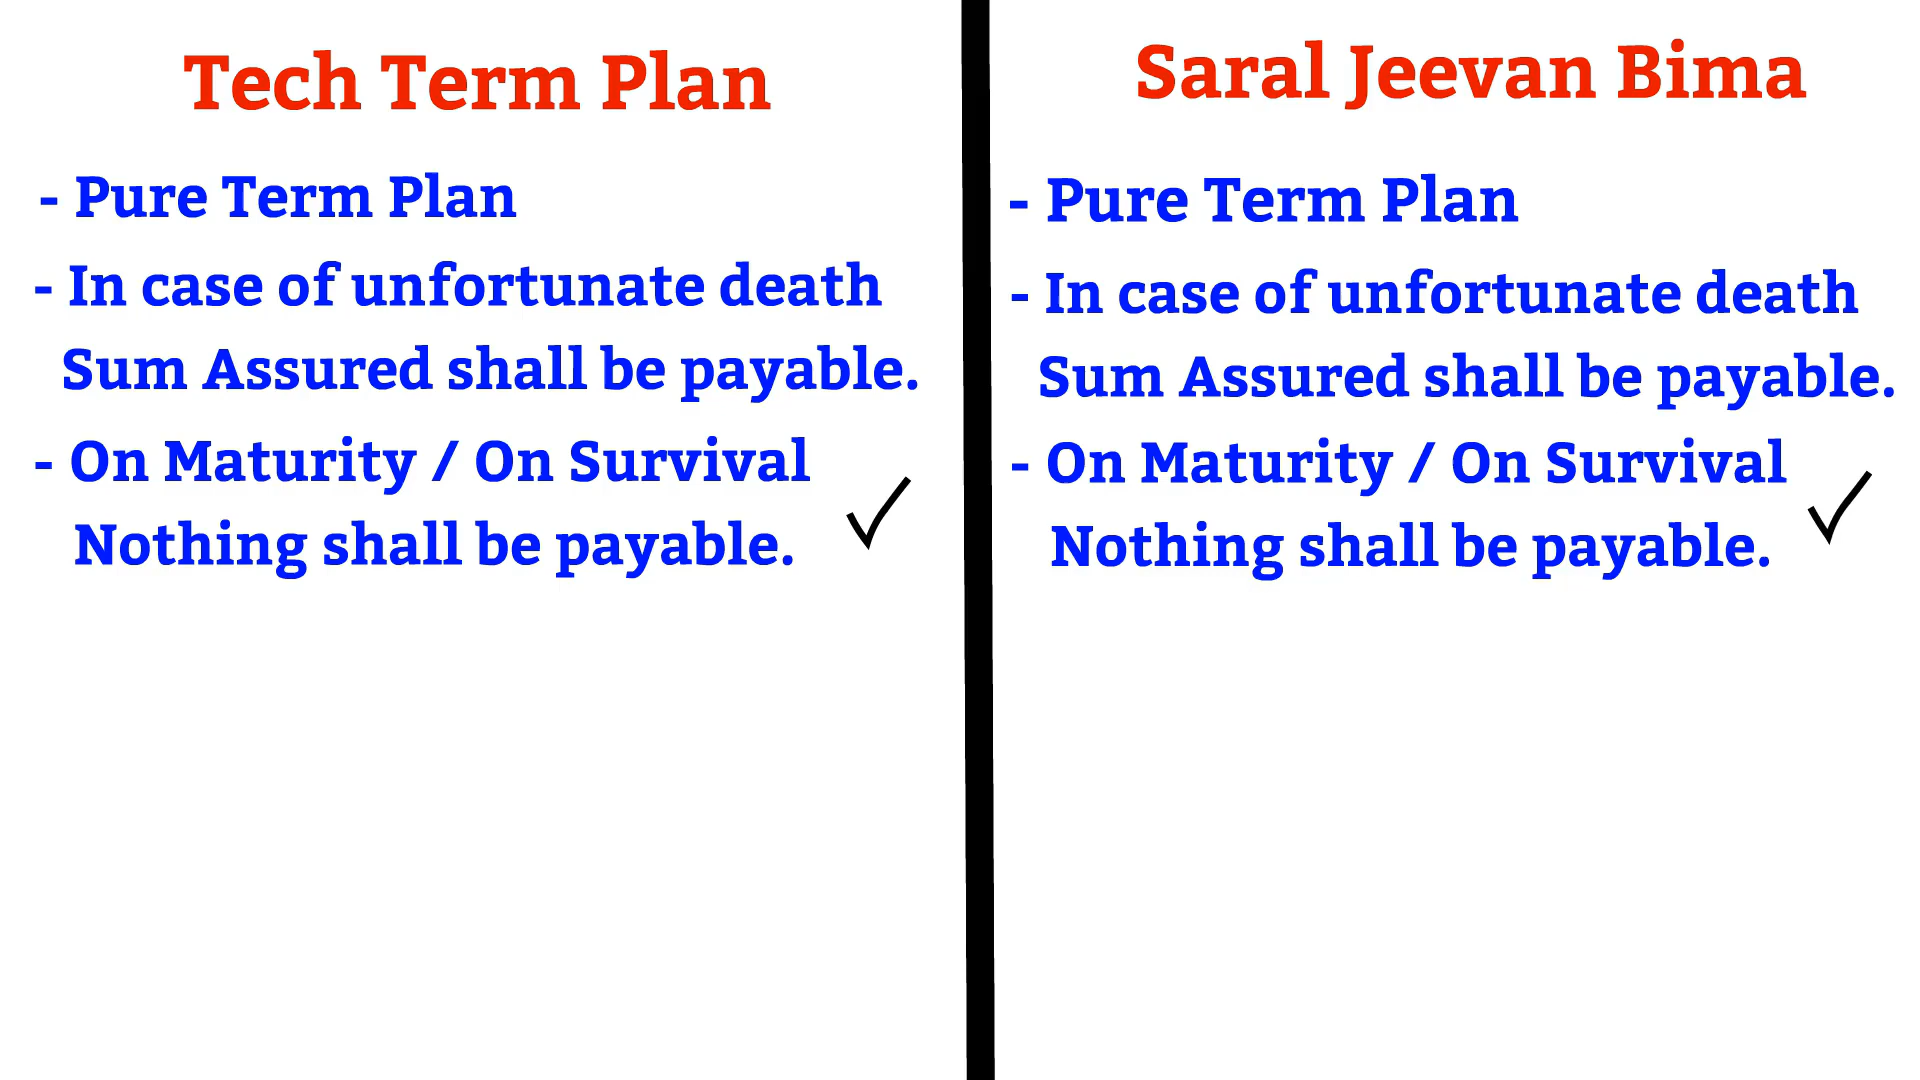 Tech Term Plan
- Pure Term Plan
- In case of unfortunate death
Sum Assured shall be payable.
- On Maturity / On Survival
Nothing shall be payable.
Saral Jeevan Bima
- Pure Term Plan
- In case of unfortunate death
Sum Assured shall be payable.
- On Maturity / On Survival
Nothing shall be payable.